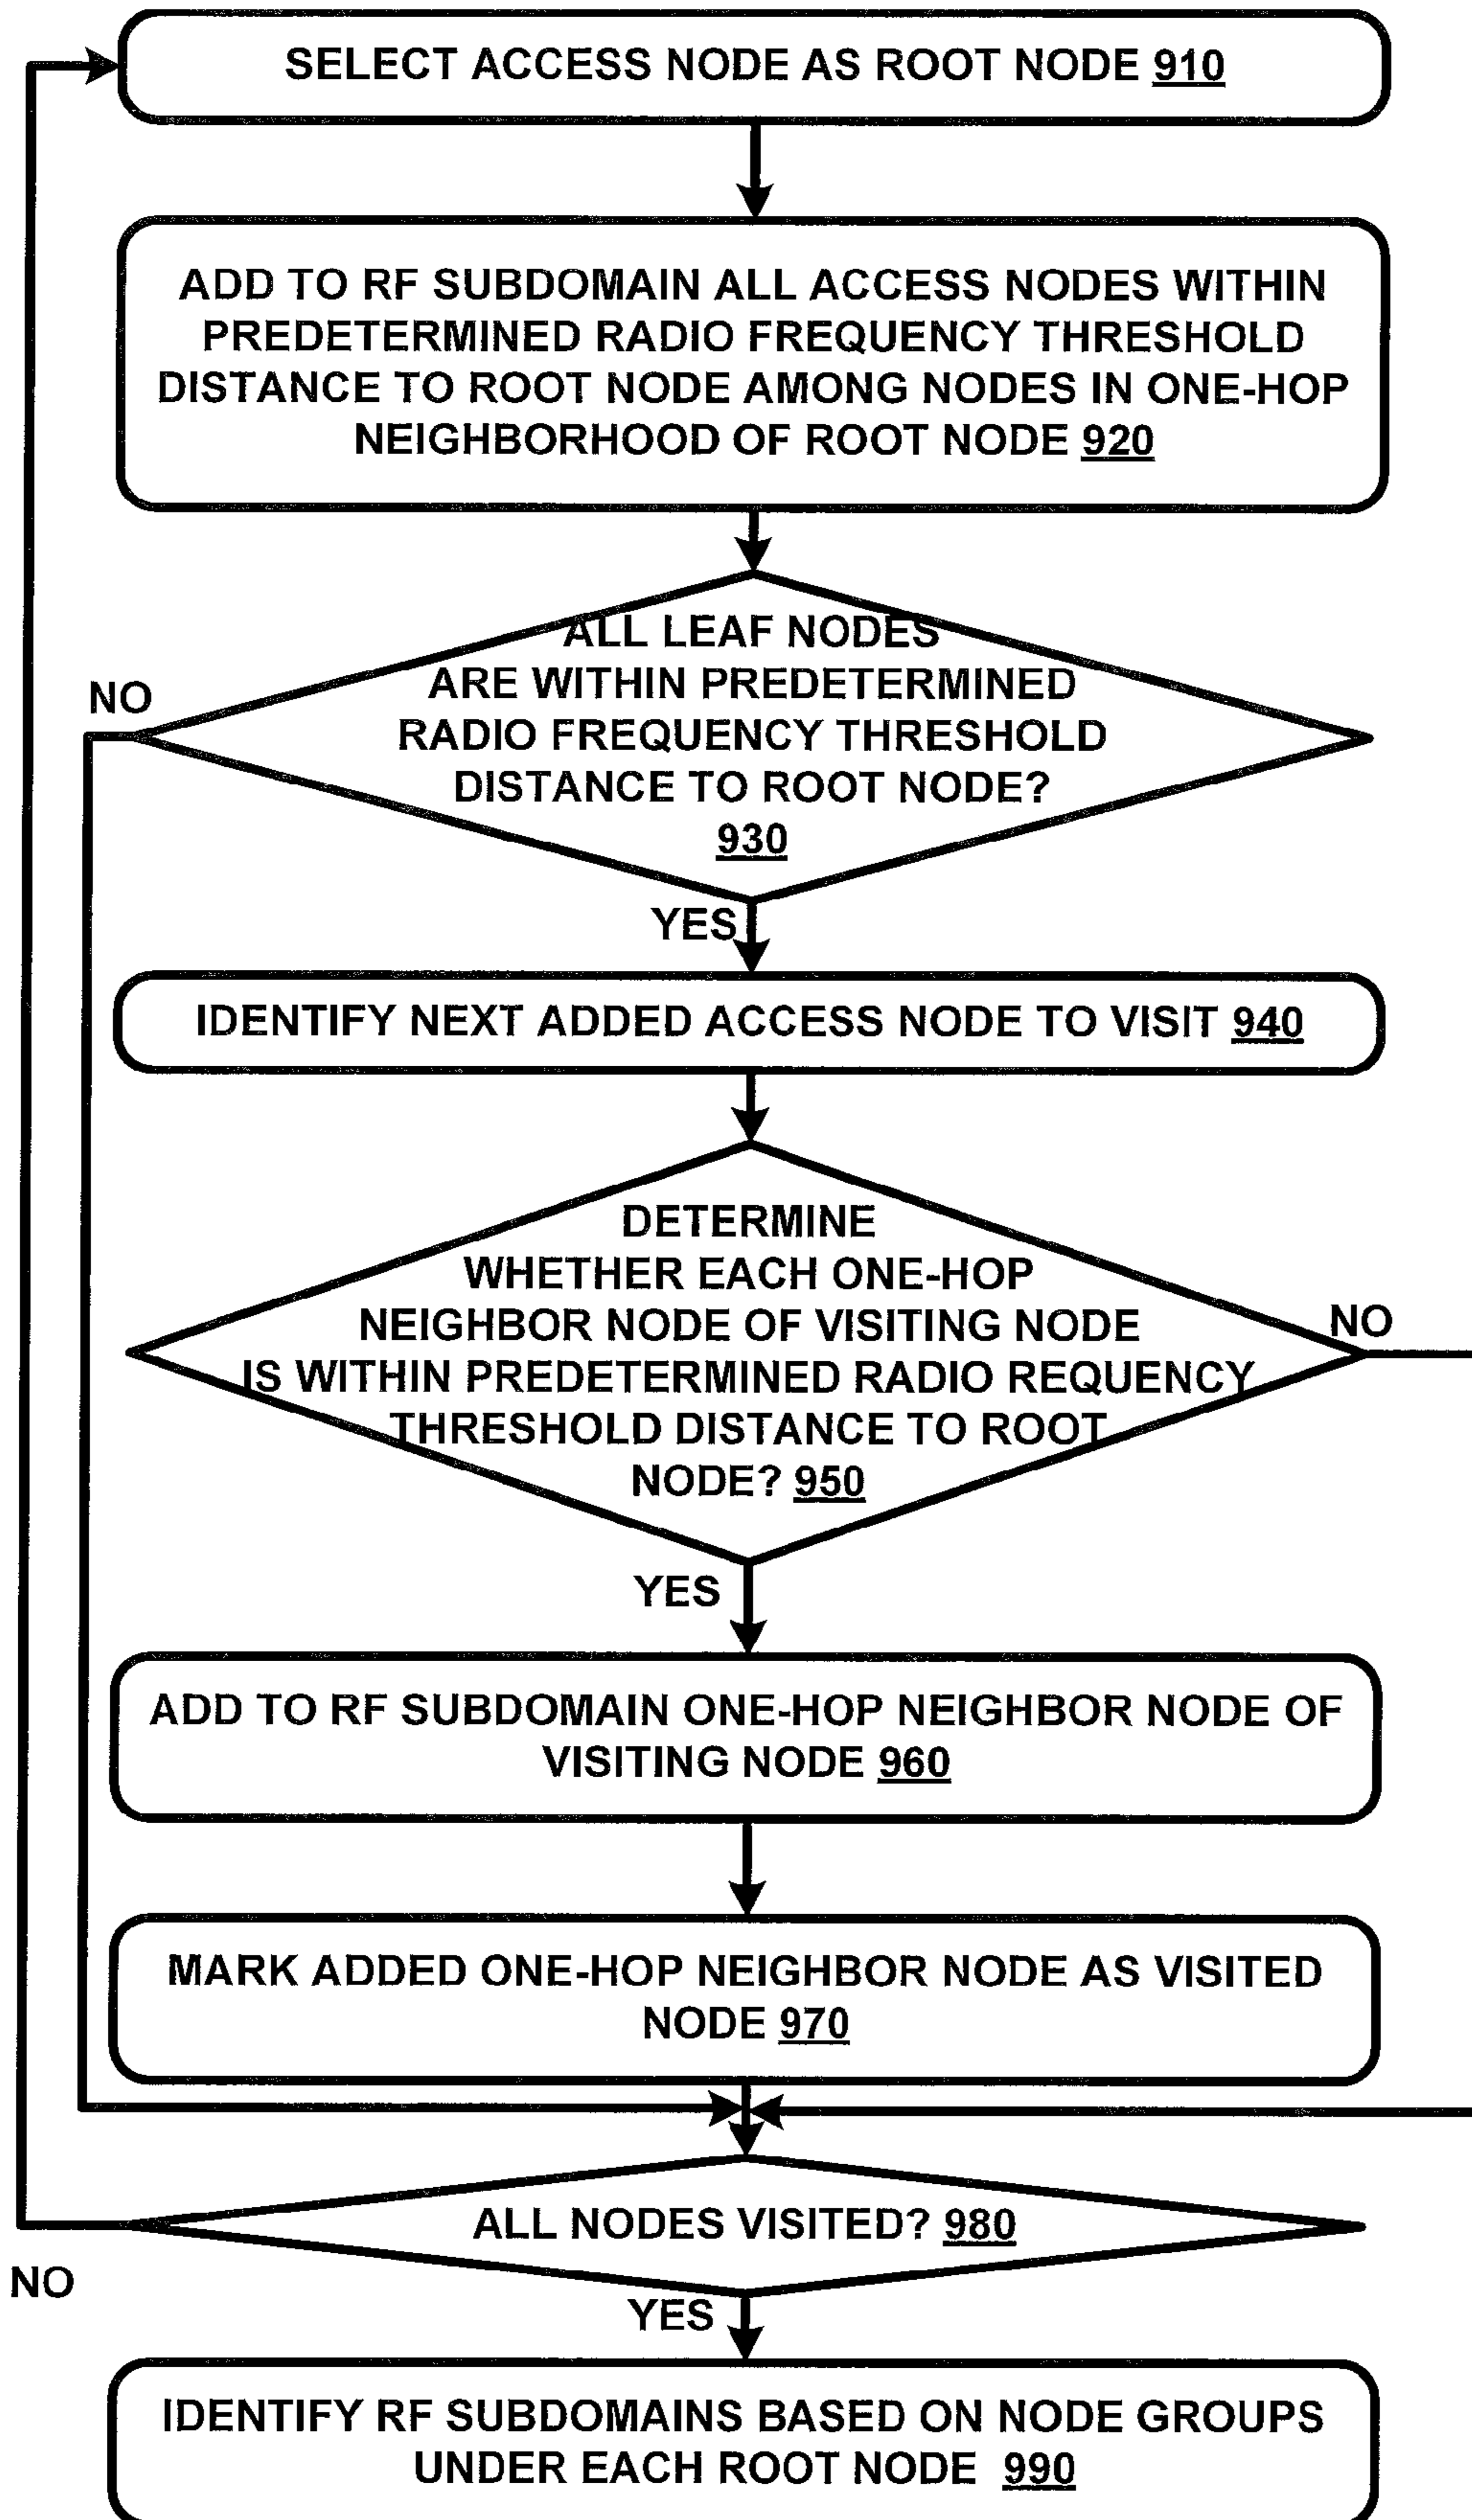 SELECT ACCESS NODE AS ROOT NODE 910
ADD TO RF SUBDOMAIN ALL ACCESS NODES WITHIN
PREDETERMINED RADIO FREQUENCY THRESHOLD
DISTANCE TO ROOT NODE AMONG NODES IN ONE-HOP
NEIGHBORHOOD OF ROOT NODE 920
ALL LEAF NODES
ARE WITHIN PREDETERMINED
RADIO FREQUENCY THRESHOLD
DISTANCE TO ROOT NODE?
930
NO
YES
IDENTIFY NEXT ADDED ACCESS NODE TO VISIT 940
DETERMINE
WHETHER EACH ONE-HOP
NEIGHBOR NODE OF VISITING NODE
IS WITHIN PREDETERMINED RADIO REQUENCY
THRESHOLD DISTANCE TO ROOT
NODE? 950
NO
YES
ADD TO RF SUBDOMAIN ONE-HOP NEIGHBOR NODE OF
VISITING NODE 960
MARK ADDED ONE-HOP NEIGHBOR NODE AS VISITED
NODE 970
ALL NODES VISITED? 980
NO
YES
IDENTIFY RF SUBDOMAINS BASED ON NODE GROUPS
UNDER EACH ROOT NODE 990